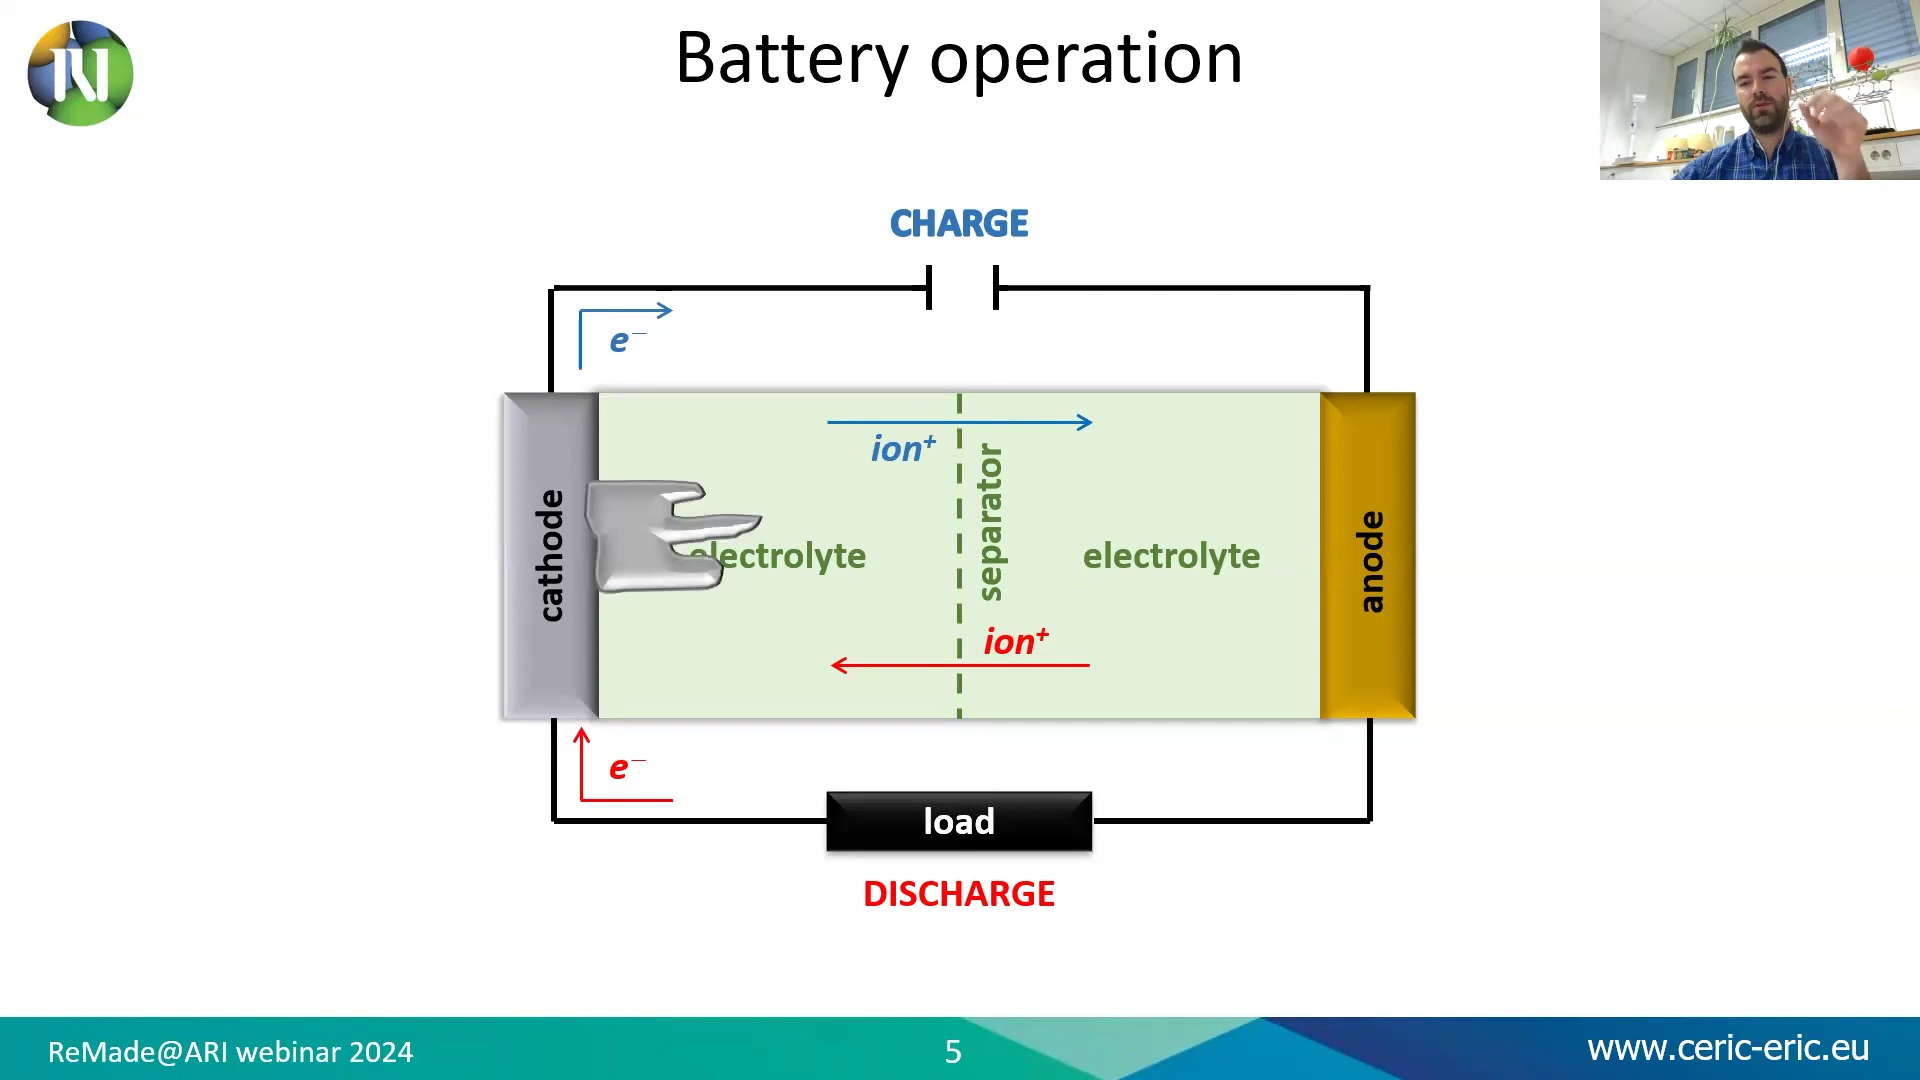 Battery operation
CHARGE
e⁻
ion⁺
cathode
electrolyte
separator
electrolyte
anode
ion⁺
e⁻
load
DISCHARGE
ReMade@ARI webinar 2024
5
www.ceric-eric.eu